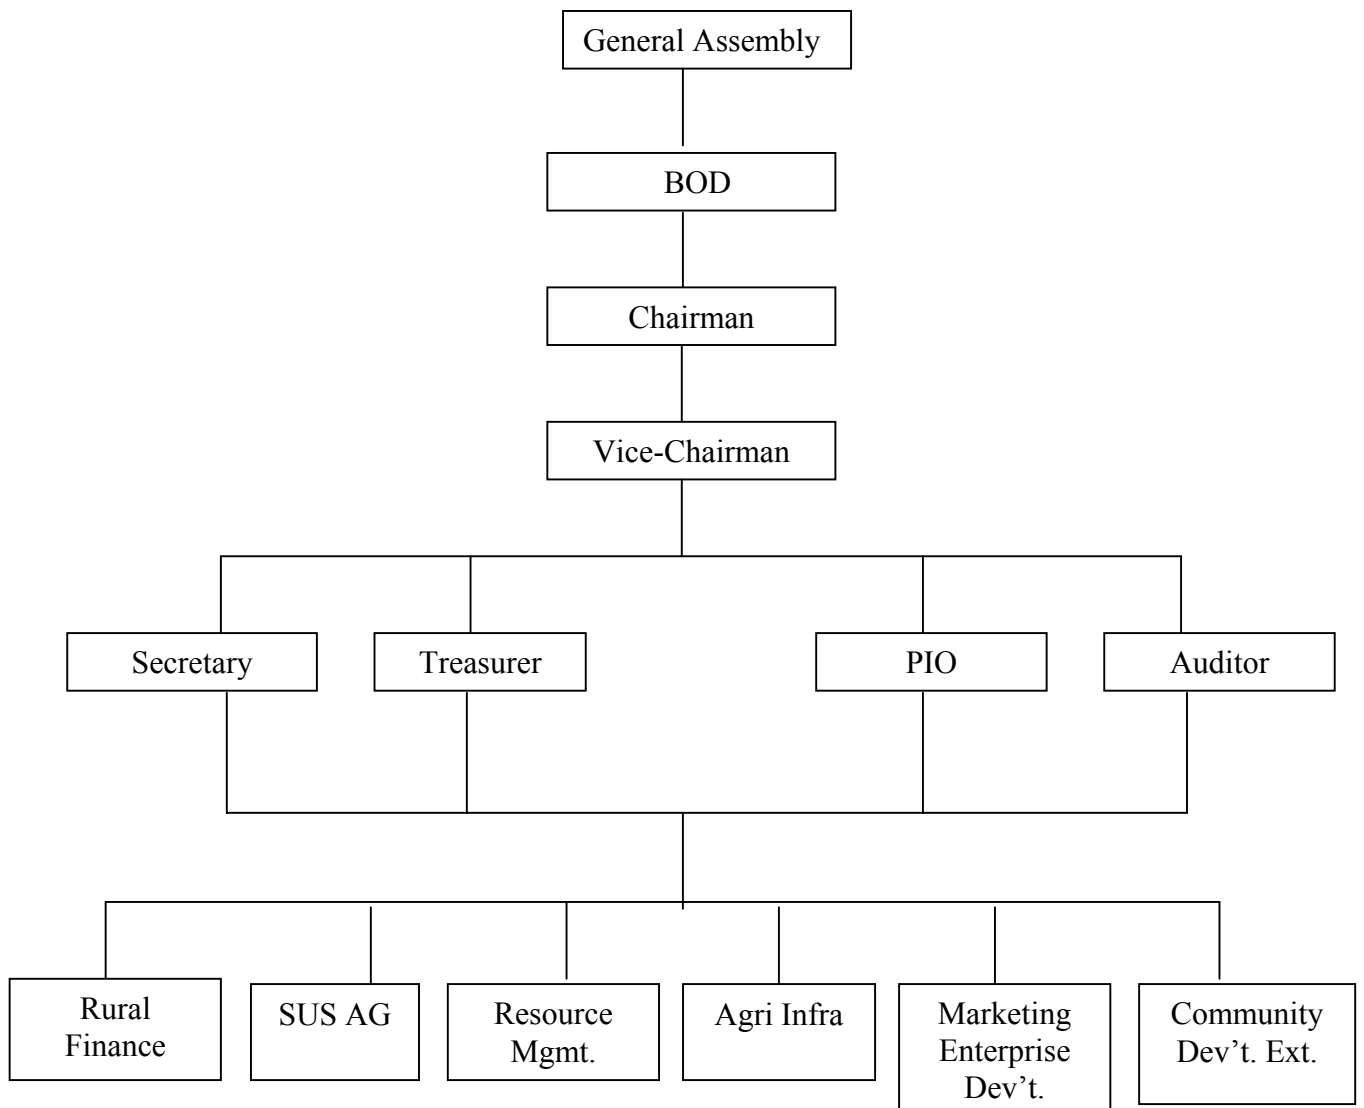 General Assembly
BOD
Chairman
Vice-Chairman
Secretary
Treasurer
PIO
Auditor
Rural
Finance
SUS AG
Resource
Mgmt.
Agri Infra
Marketing
Enterprise
Dev’t.
Community
Dev’t. Ext.